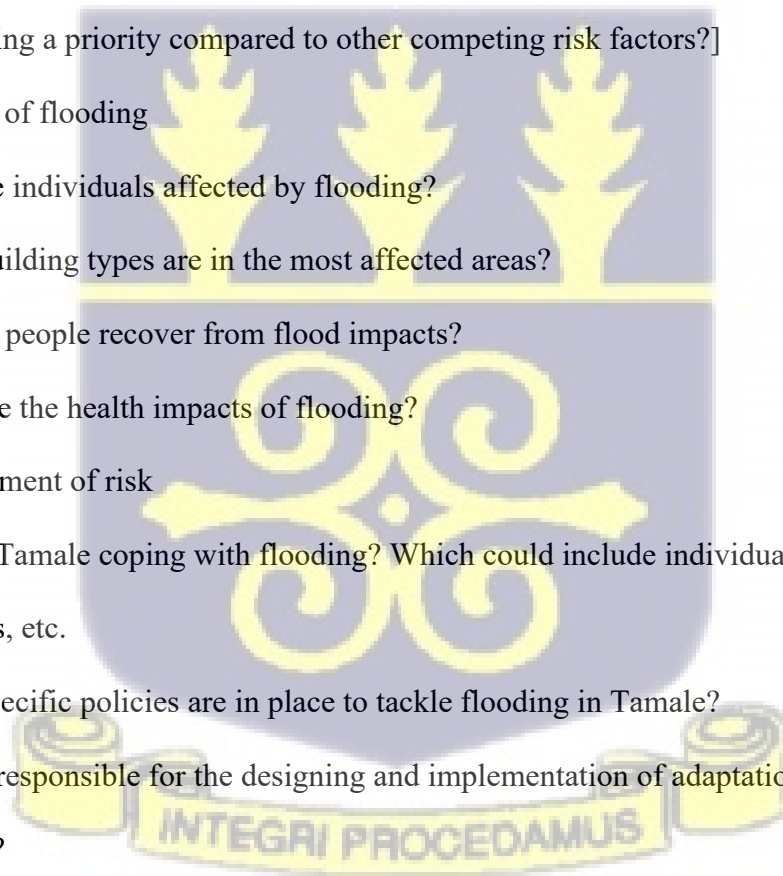 ing a priority compared to other competing risk factors?]
of flooding
e individuals affected by flooding?
uilding types are in the most affected areas?
people recover from flood impacts?
e the health impacts of flooding?
ment of risk
Tamale coping with flooding? Which could include individua
s, etc.
ecific policies are in place to tackle flooding in Tamale?
responsible for the designing and implementation of adaptatio
?
INTEGRI PROCEDAMUS